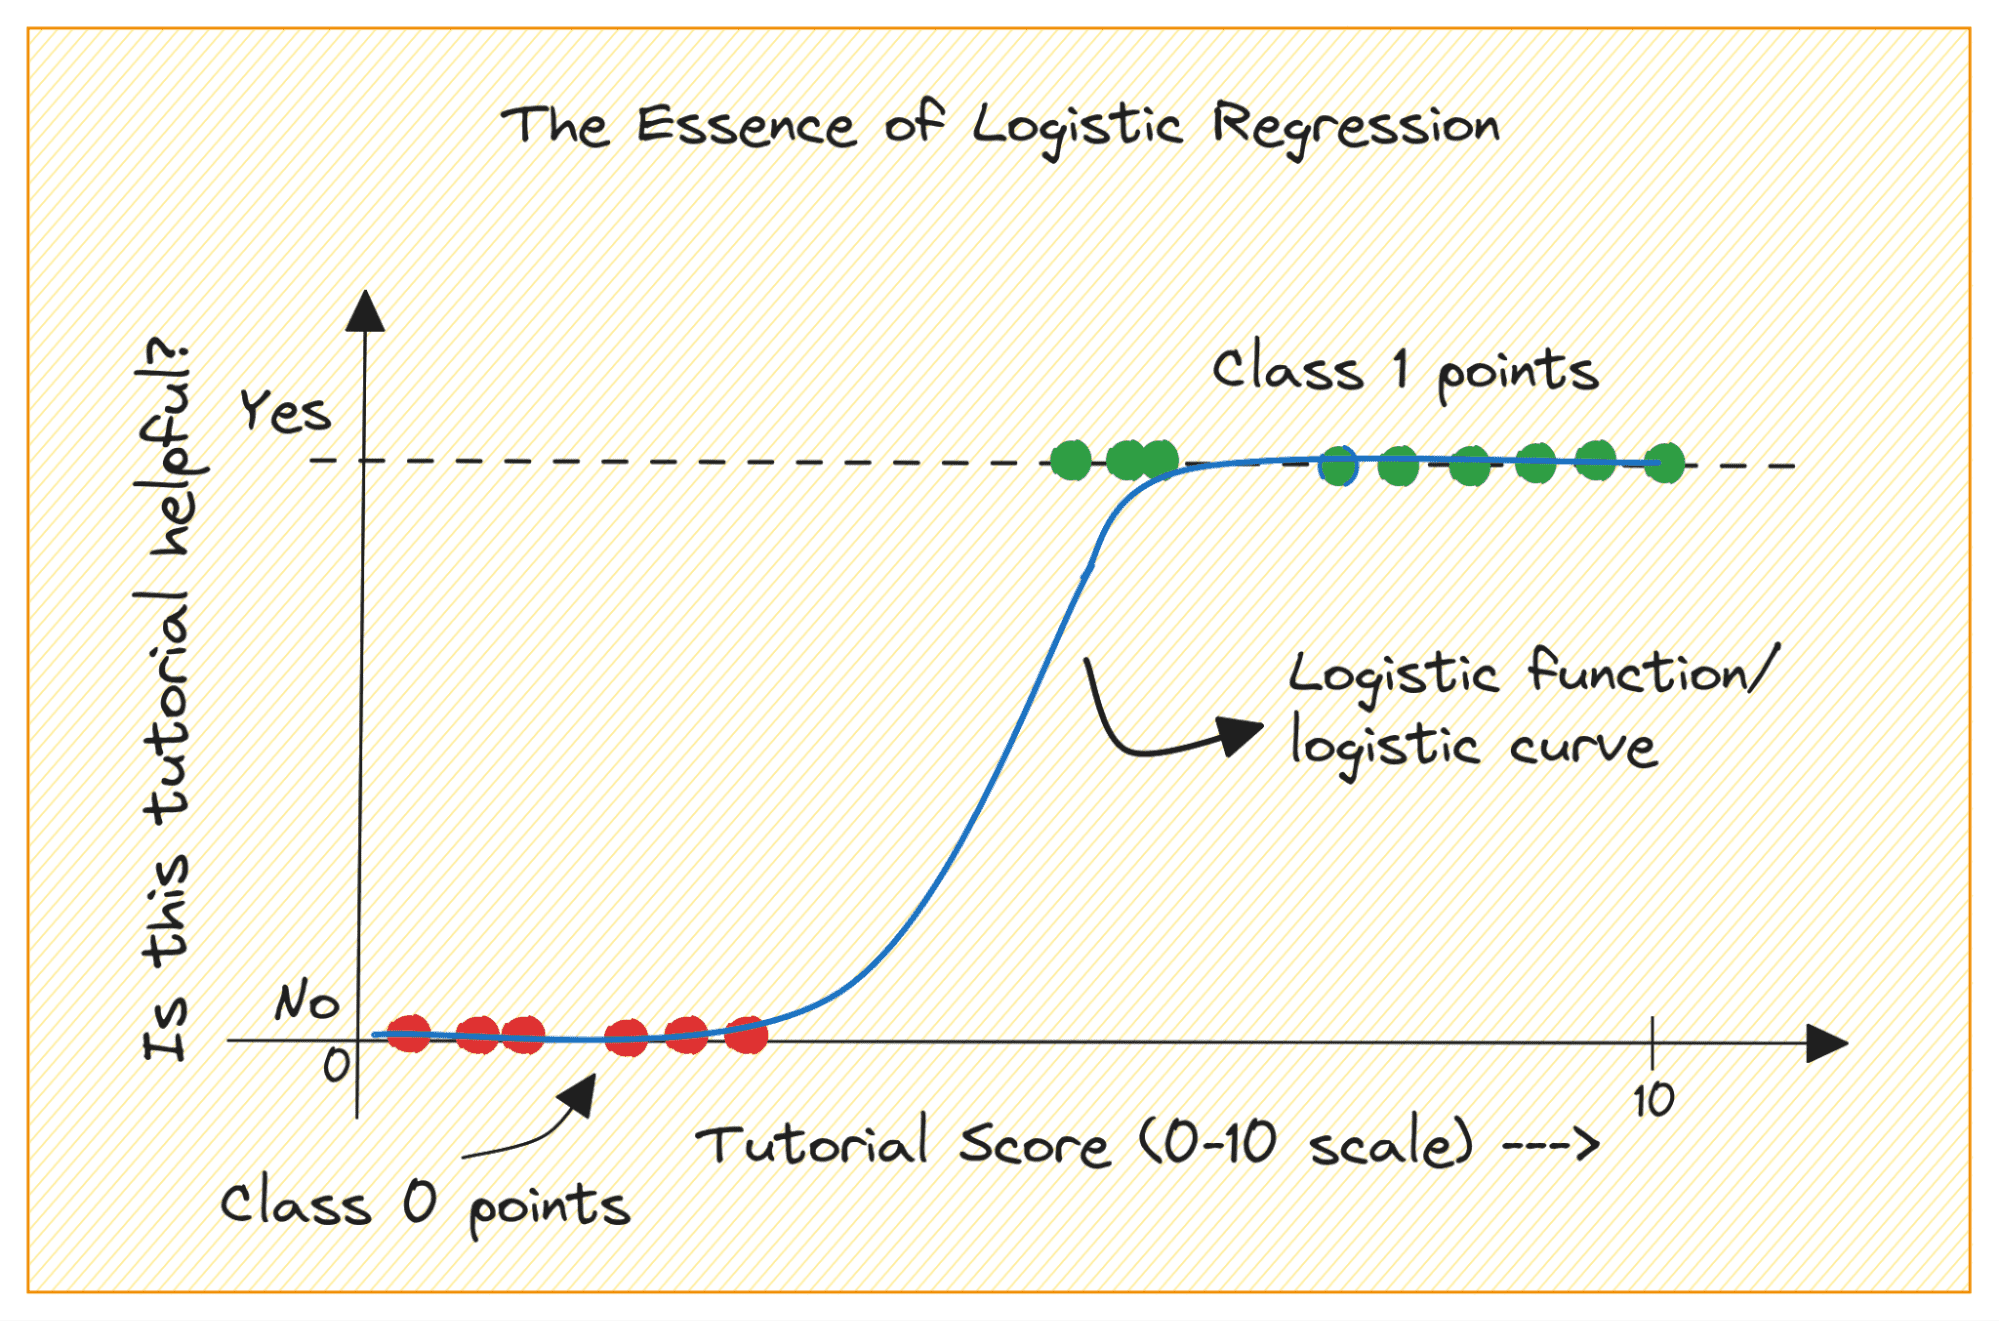 The Essence of Logistic Regression
Is this tutorial helpful?
Yes
Class 1 points
Logistic function/
logistic curve
No
0
10
Tutorial Score (0-10 scale) ---->
Class 0 points